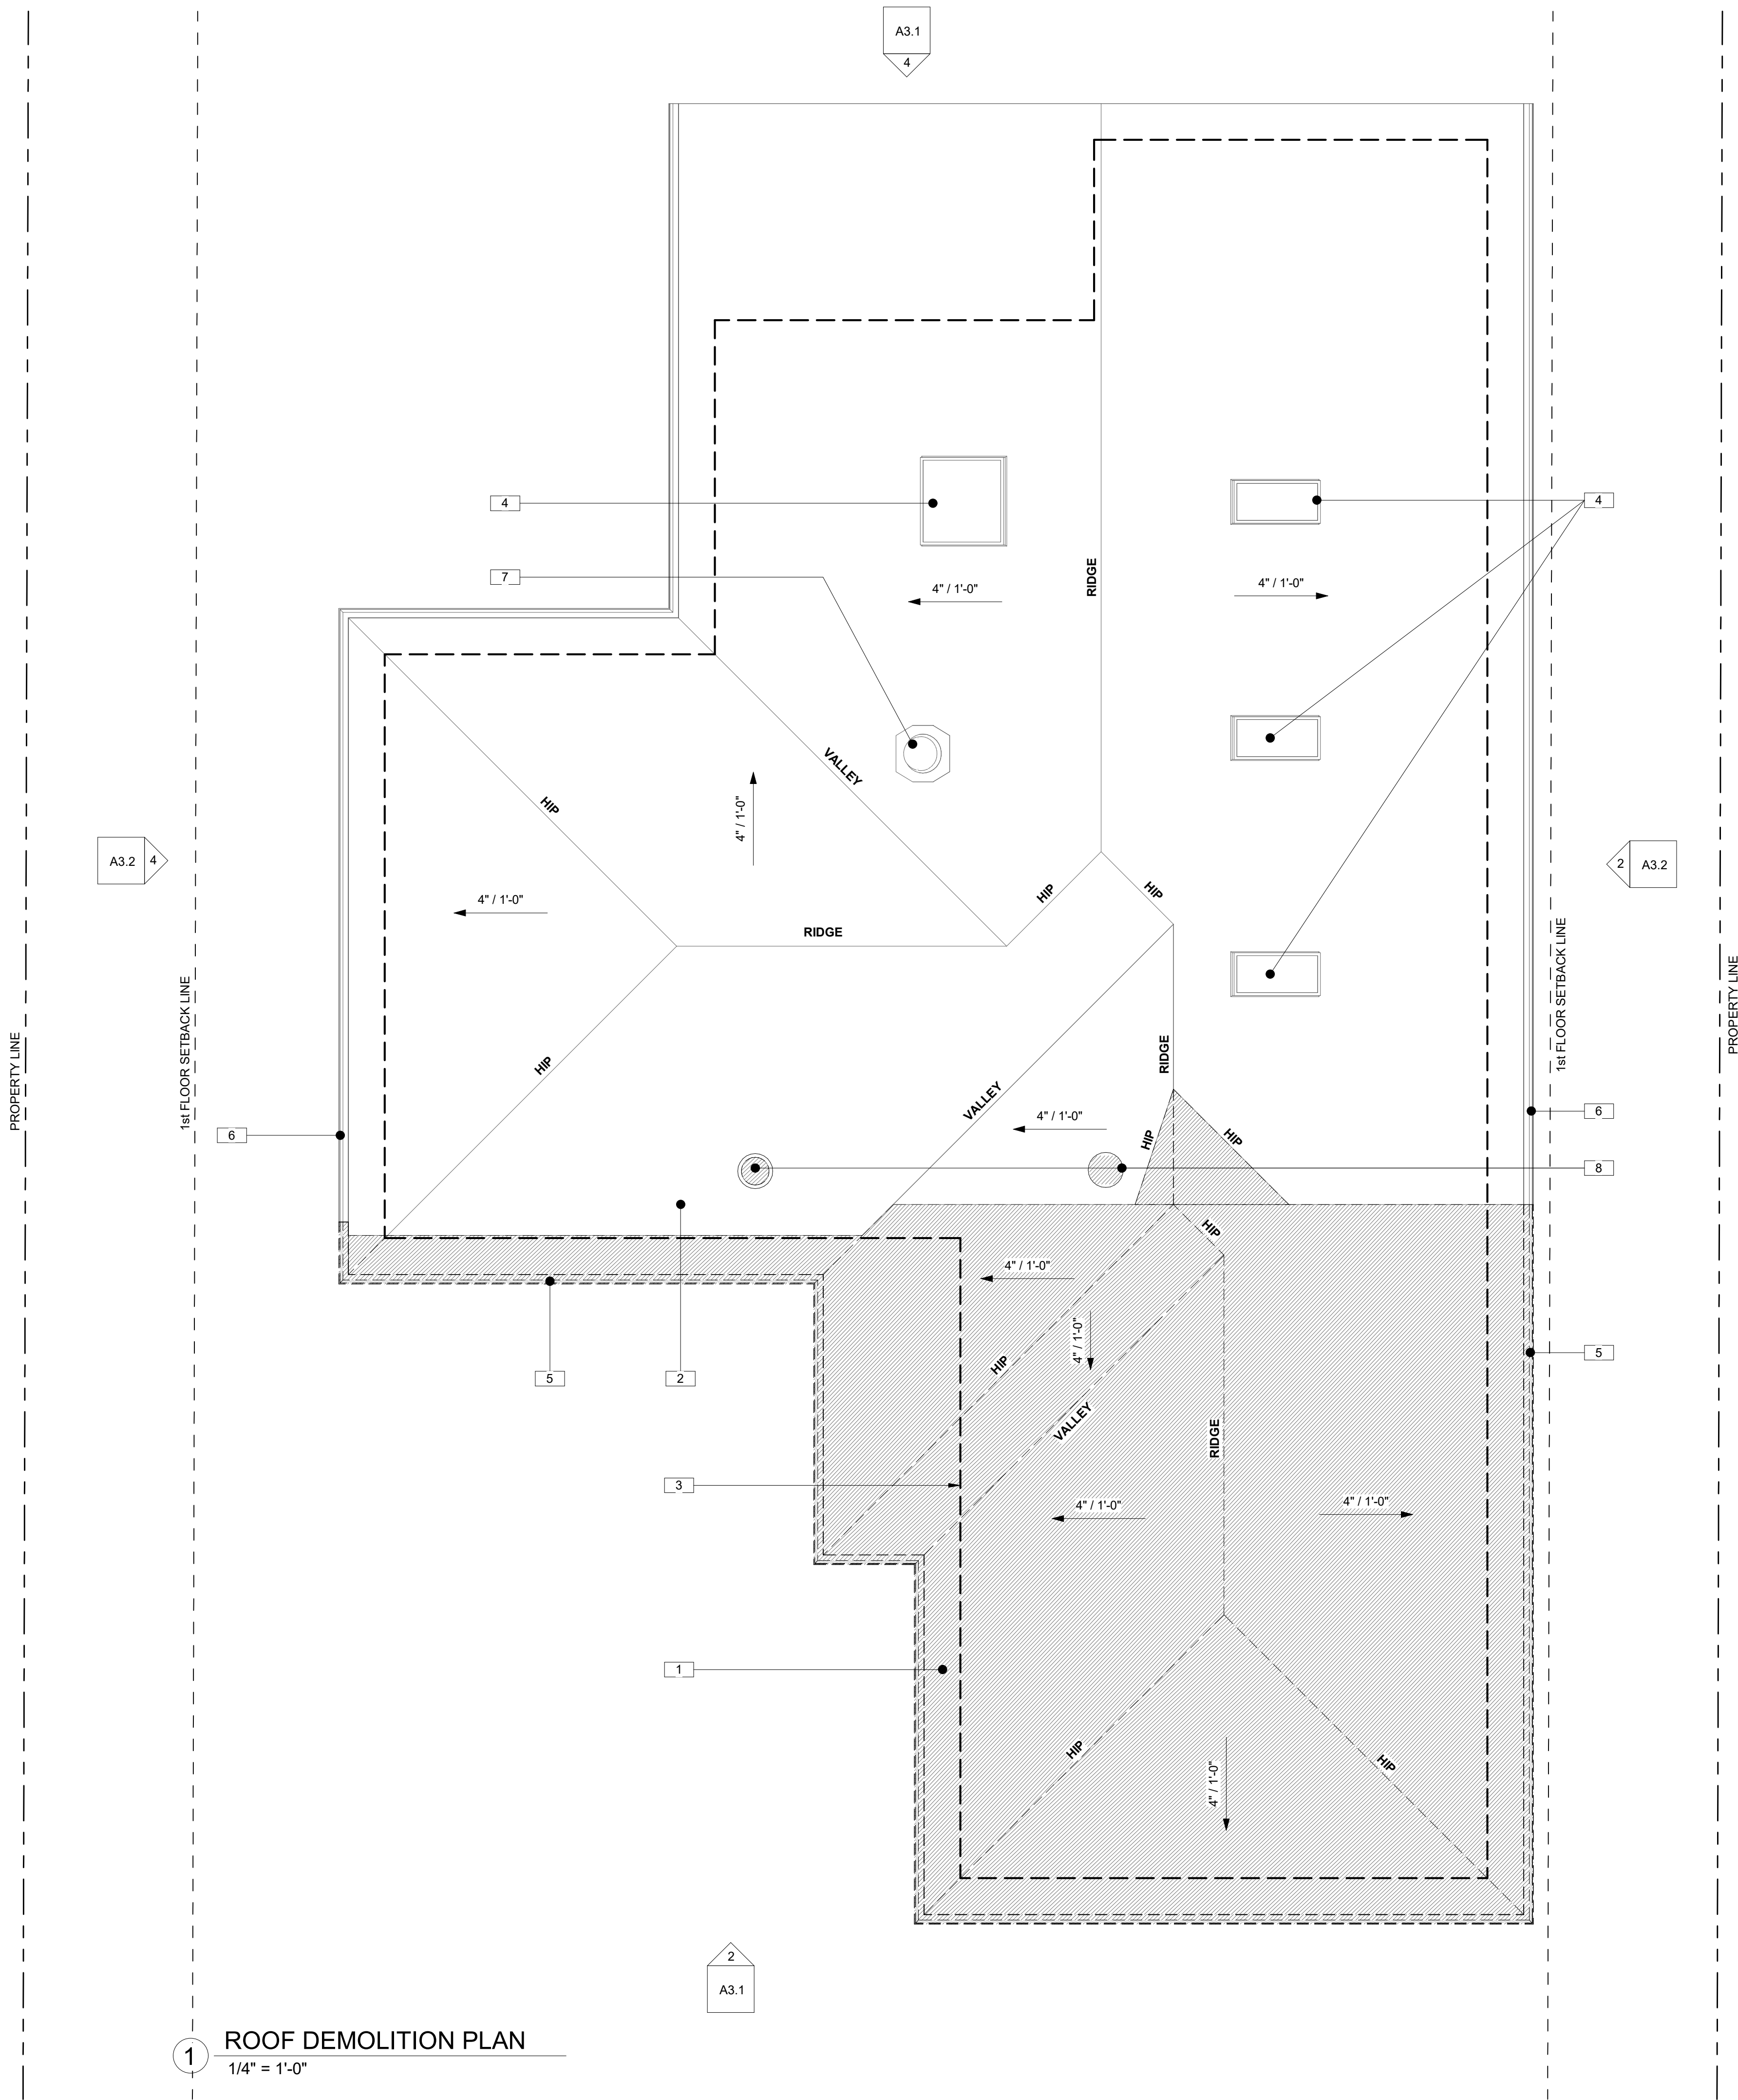 A3.1
4
4
4
7
4" / 1'-0"
RIDGE
4" / 1'-0"
VALLEY
HIP
4" / 1'-0"
A3.2
4
2
A3.2
4" / 1'-0"
HIP
HIP
RIDGE
PROPERTY LINE
1st FLOOR SETBACK LINE
1st FLOOR SETBACK LINE
PROPERTY LINE
HIP
RIDGE
VALLEY
4" / 1'-0"
6
6
HIP
HIP
8
HIP
4" / 1'-0"
4" / 1'-0"
5
5
2
HIP
VALLEY
RIDGE
3
4" / 1'-0"
4" / 1'-0"
1
HIP
HIP
4" / 1'-0"
2
A3.1
1
ROOF DEMOLITION PLAN
1/4" = 1'-0"